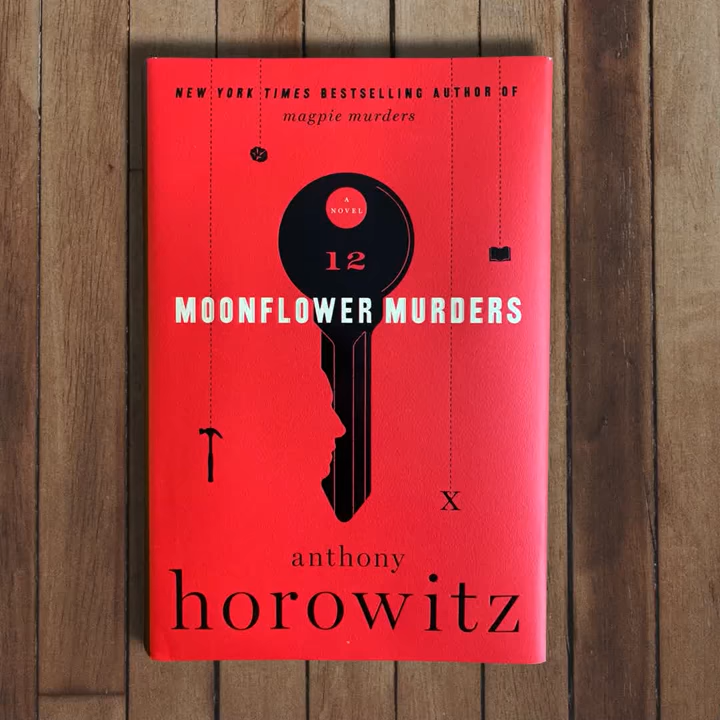 NEW YORK TIMES BESTSELLING AUTHOR OF
magpie murders
A
NOVEL
12
MOONFLOWER MURDERS
X
anthony
horowitz